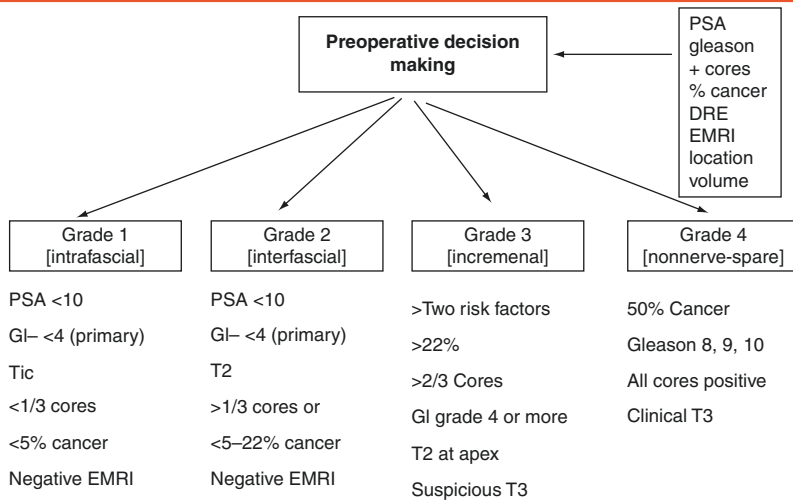 Preoperative decision
making
PSA
gleason
+ cores
% cancer
DRE
EMRI
location
volume
Grade 1
[intrafascial]
PSA <10
Gl– <4 (primary)
Tic
<1/3 cores
<5% cancer
Negative EMRI
Grade 2
[interfascial]
PSA <10
Gl– <4 (primary)
T2
>1/3 cores or
<5–22% cancer
Negative EMRI
Grade 3
[incremenal]
>Two risk factors
>22%
>2/3 Cores
Gl grade 4 or more
T2 at apex
Suspicious T3
Grade 4
[nonnerve-spare]
50% Cancer
Gleason 8, 9, 10
All cores positive
Clinical T3